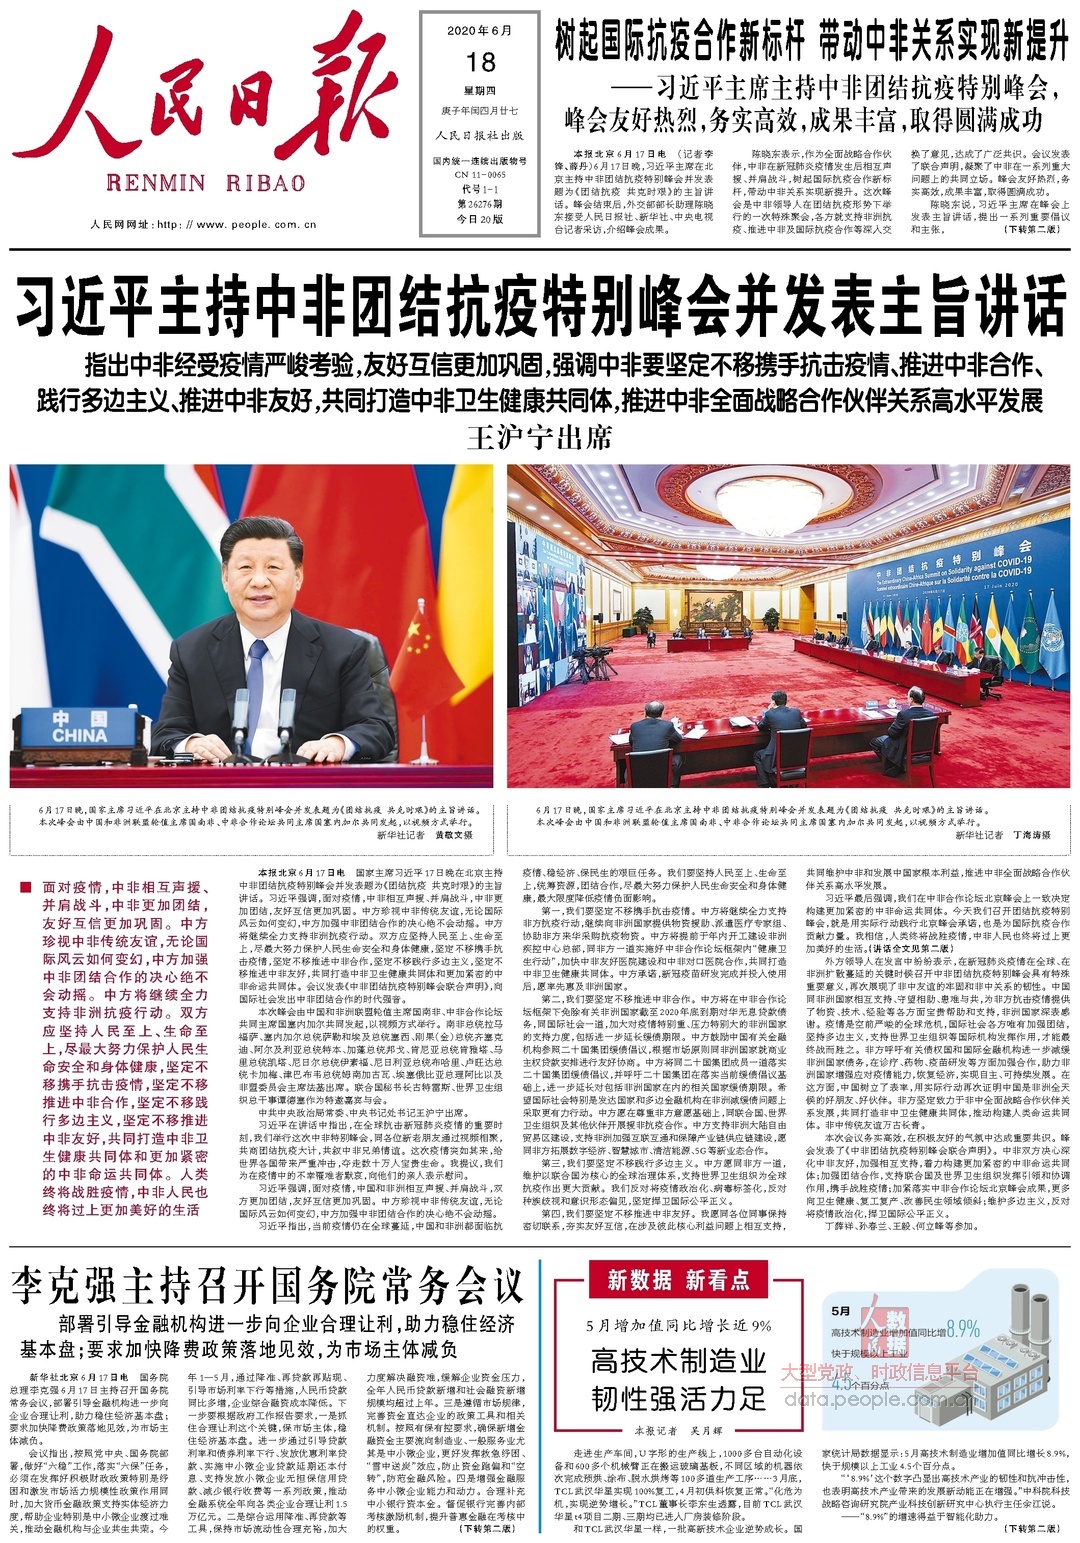 人民日报
RENMIN RIBAO
人民网网址:http://www.people.com.cn
2020年6月
18
星期四
庚子年闰四月廿七
人民日报社出版
国内统一连续出版物号
CN 11-0065
代号1-1
第26276期
今日20版
树起国际抗疫合作新标杆 带动中非关系实现新提升
——习近平主席主持中非团结抗疫特别峰会,
峰会友好热烈,务实高效,成果丰富,取得圆满成功
本报北京6月17日电 (记者李
锋、蒋丹)6月17日晚,习近平主席在北
京主持中非团结抗疫特别峰会并发表
题为《团结抗疫 共克时艰》的主旨讲
话。峰会结束后,外交部部长助理陈晓
东接受人民日报社、新华社、中央电视
台记者采访,介绍峰会成果。
陈晓东表示,作为全面战略合作伙
伴,中非在新冠肺炎疫情发生后相互声
援、并肩战斗,树起国际抗疫合作新标
杆,带动中非关系实现新提升。这次峰
会是中非领导人在团结抗疫形势下举
行的一次特殊聚会,各方就支持非洲抗
疫、推进中非及国际抗疫合作等深入交
换了意见,达成了广泛共识。会议发表
了联合声明,凝聚了中非在一系列重大
问题上的共同立场。峰会友好热烈,务
实高效,成果丰富,取得圆满成功。
陈晓东说,习近平主席在峰会上
发表主旨讲话,提出一系列重要倡议
和主张,
(下转第二版)
习近平主持中非团结抗疫特别峰会并发表主旨讲话
指出中非经受疫情严峻考验,友好互信更加巩固,强调中非要坚定不移携手抗击疫情、推进中非合作、
践行多边主义、推进中非友好,共同打造中非卫生健康共同体,推进中非全面战略合作伙伴关系高水平发展
王沪宁出席
中国
CHINA
中非团结抗疫特别峰会
The Extraordinary China-Africa Summit on Solidarity against COVID-19
Sommet extraordinaire Chine-Afrique sur la Solidarité contre la COVID-19
17 June 2020
6月17日晚,国家主席习近平在北京主持中非团结抗疫特别峰会并发表题为《团结抗疫 共克时艰》的主旨讲话。
本次峰会由中国和非洲联盟轮值主席国南非、中非合作论坛共同主席国塞内加尔共同发起,以视频方式举行。
新华社记者 黄敬文摄
6月17日晚,国家主席习近平在北京主持中非团结抗疫特别峰会并发表题为《团结抗疫 共克时艰》的主旨讲话。
本次峰会由中国和非洲联盟轮值主席国南非、中非合作论坛共同主席国塞内加尔共同发起,以视频方式举行。
新华社记者 丁海涛摄
■ 面对疫情,中非相互声援、
并肩战斗,中非更加团结,
友好互信更加巩固。中方
珍视中非传统友谊,无论国
际风云如何变幻,中方加强
中非团结合作的决心绝不
会动摇。中方将继续全力
支持非洲抗疫行动。双方
应坚持人民至上、生命至
上,尽最大努力保护人民生
命安全和身体健康,坚定不
移携手抗击疫情,坚定不移
推进中非合作,坚定不移践
行多边主义,坚定不移推进
中非友好,共同打造中非卫
生健康共同体和更加紧密
的中非命运共同体。人类
终将战胜疫情,中非人民也
终将过上更加美好的生活
本报北京6月17日电 国家主席习近平17日晚在北京主持
中非团结抗疫特别峰会并发表题为《团结抗疫 共克时艰》的主旨
讲话。习近平强调,面对疫情,中非相互声援、并肩战斗,中非更
加团结,友好互信更加巩固。中方珍视中非传统友谊,无论国际
风云如何变幻,中方加强中非团结合作的决心绝不会动摇。中方
将继续全力支持非洲抗疫行动。双方应坚持人民至上、生命至
上,尽最大努力保护人民生命安全和身体健康,坚定不移携手抗
击疫情,坚定不移推进中非合作,坚定不移践行多边主义,坚定不
移推进中非友好,共同打造中非卫生健康共同体和更加紧密的中
非命运共同体。会议发表《中非团结抗疫特别峰会联合声明》,向
国际社会发出中非团结合作的时代强音。
本次峰会由中国和非洲联盟轮值主席国南非、中非合作论坛
共同主席国塞内加尔共同发起,以视频方式举行。南非总统拉马
福萨、塞内加尔总统萨勒和埃及总统塞西、刚果(金)总统齐塞克
迪、阿尔及利亚总统特本、加蓬总统邦戈、肯尼亚总统肯雅塔、马
里总统凯塔、尼日尔总统伊素福、尼日利亚总统布哈里、卢旺达总
统卡加梅、津巴布韦总统姆南加古瓦、埃塞俄比亚总理阿比以及
非盟委员会主席法基出席。联合国秘书长古特雷斯、世界卫生组
织总干事谭德塞作为特邀嘉宾与会。
中共中央政治局常委、中央书记处书记王沪宁出席。
习近平在讲话中指出,在全球抗击新冠肺炎疫情的重要时
刻,我们举行这次中非特别峰会,同各位新老朋友通过视频相聚,
共商团结抗疫大计,共叙中非兄弟情谊。这次疫情突如其来,给
世界各国带来严重冲击,夺走数十万人宝贵生命。我提议,我们
为在疫情中的不幸罹难者默哀,向他们的亲人表示慰问。
习近平强调,面对疫情,中国和非洲相互声援、并肩战斗,双
方更加团结,友好互信更加巩固。中方珍视中非传统友谊,无论
国际风云如何变幻,中方加强中非团结合作的决心绝不会动摇。
习近平指出,当前疫情仍在全球蔓延,中国和非洲都面临抗
疫情、稳经济、保民生的艰巨任务。我们要坚持人民至上、生命至
上,统筹资源,团结合作,尽最大努力保护人民生命安全和身体健
康,最大限度降低疫情负面影响。
第一,我们要坚定不移携手抗击疫情。中方将继续全力支持
非方抗疫行动,继续向非洲国家提供物资援助、派遣医疗专家组、
协助非方来华采购抗疫物资。中方将提前于年内开工建设非洲
疾控中心总部,同非方一道实施好中非合作论坛框架内“健康卫
生行动”,加快中非友好医院建设和中非对口医院合作,共同打造
中非卫生健康共同体。中方承诺,新冠疫苗研发完成并投入使用
后,愿率先惠及非洲国家。
第二,我们要坚定不移推进中非合作。中方将在中非合作论
坛框架下免除有关非洲国家截至2020年底到期对华无息贷款债
务,同国际社会一道,加大对疫情特别重、压力特别大的非洲国家
的支持力度,包括进一步延长缓债期限。中方鼓励中国有关金融
机构参照二十国集团缓债倡议,根据市场原则同非洲国家就商业
主权贷款安排进行友好协商。中方将同二十国集团成员一道落实
二十国集团缓债倡议,并呼吁二十国集团在落实当前缓债倡议基
础上,进一步延长对包括非洲国家在内的相关国家缓债期限。希
望国际社会特别是发达国家和多边金融机构在非洲减缓债问题上
采取更有力行动。中方愿在尊重非方意愿基础上,同联合国、世界
卫生组织及其他伙伴开展援非抗疫合作。中方支持非洲大陆自由
贸易区建设,支持非洲加强互联互通和保障产业链供应链建设,愿
同非方拓展数字经济、智慧城市、清洁能源、5G等新业态合作。
第三,我们要坚定不移践行多边主义。中方愿同非方一道,
维护以联合国为核心的全球治理体系,支持世界卫生组织为全球
抗疫作出更大贡献。我们反对将疫情政治化、病毒标签化,反对
种族歧视和意识形态偏见,坚定捍卫国际公平正义。
第四,我们要坚定不移推进中非友好。我愿同各位同事保持
密切联系,夯实友好互信,在涉及彼此核心利益问题上相互支持,
共同维护中非和发展中国家根本利益,推进中非全面战略合作伙
伴关系高水平发展。
习近平最后强调,我们在中非合作论坛北京峰会上一致决定
构建更加紧密的中非命运共同体。今天我们召开团结抗疫特别
峰会,就是用实际行动践行北京峰会承诺,也是为国际抗疫合作
贡献力量。我相信,人类终将战胜疫情,中非人民也终将过上更
加美好的生活。(讲话全文见第二版)
外方领导人在发言中纷纷表示,在新冠肺炎疫情在全球、在
非洲扩散蔓延的关键时侯召开中非团结抗疫特别峰会具有特殊
重要意义,再次展现了非中友谊的牢固和非中关系的韧性。中国
同非洲国家相互支持、守望相助、患难与共,为非方抗击疫情提供
了物资、技术、经验等各方面宝贵帮助和支持,非洲国家深表感
谢。疫情是空前严峻的全球危机,国际社会各方唯有加强团结,
坚持多边主义,支持世界卫生组织等国际机构发挥作用,才能最
终战而胜之。非方呼吁有关债权国和国际金融机构进一步减缓
非洲国家债务,在诊疗、药物、疫苗研发等方面加强合作,助力非
洲国家增强应对疫情能力,恢复经济,实现自主、可持续发展。在
这方面,中国树立了表率,用实际行动再次证明中国是非洲全天
候的好朋友、好伙伴。非方坚定致力于非中全面战略合作伙伴关
系发展,共同打造非中卫生健康共同体,推动构建人类命运共同
体。非中传统友谊万古长青。
本次会议务实高效,在积极友好的气氛中达成重要共识。峰会
发表了《中非团结抗疫特别峰会联合声明》。中非双方决心深
化中非友好,加强相互支持,着力构建更加紧密的中非命运共同
体;加强团结合作,支持联合国及世界卫生组织发挥引领和协调
作用,携手战胜疫情;加紧落实中非合作论坛北京峰会成果,更多
向卫生健康、复工复产、改善民生领域倾斜;维护多边主义,反对
将疫情政治化,捍卫国际公平正义。
丁薛祥、孙春兰、王毅、何立峰等参加。
李克强主持召开国务院常务会议
部署引导金融机构进一步向企业合理让利,助力稳住经济
基本盘;要求加快降费政策落地见效,为市场主体减负
新华社北京6月17日电 国务院
总理李克强6月17日主持召开国务院
常务会议,部署引导金融机构进一步向
企业合理让利,助力稳住经济基本盘;
要求加快降费政策落地见效,为市场主
体减负。
会议指出,按照党中央、国务院部
署,做好“六稳”工作,落实“六保”任务,
必须在发挥好积极财政政策特别是纾
困和激发市场活力规模性政策作用同
时,加大货币金融政策支持实体经济力
度,帮助企业特别是中小微企业渡过难
关,推动金融机构与企业共生共荣。今
年1—5月,通过降准、再贷款再贴现、
引导市场利率下行等措施,人民币贷款
同比多增,企业综合融资成本降低。下
一步要根据政府工作报告要求,一是抓
住合理让利这个关键,保市场主体,稳
住经济基本盘。进一步通过引导贷款
利率和债券利率下行、发放优惠利率贷
款、实施中小微企业贷款延期还本付
息、支持发放小微企业无担保信用贷
款、减少银行收费等一系列政策,推动
金融系统全年向各类企业合理让利1.5
万亿元。二是综合运用降准、再贷款等
工具,保持市场流动性合理充裕,加大
力度解决融资难,缓解企业资金压力,
全年人民币贷款新增和社会融资新增
规模均超过上年。三是遵循市场规律,
完善资金直达企业的政策工具和相关
机制。按照有保有控要求,确保新增金
融资金主要流向制造业、一般服务业尤
其是中小微企业,更好发挥救急纾困、
“雪中送炭”效应,防止资金跑偏和“空
转”,防范金融风险。四是增强金融服
务中小微企业能力和动力。合理补充
中小银行资本金。督促银行完善内部
考核激励机制,提升普惠金融在考核中
的权重。 (下转第二版)
新数据 新看点
5月增加值同比增长近9%
高技术制造业
韧性强活力足
本报记者 吴月辉
5月
高技术制造业增加值同比增8.9%
快于规模以上工业
4.5个百分点
人民数据
大型党政、时政信息平台
data.people.com.cn
走进生产车间,U字形的生产线上,1000多台自动化设
备和600多个机械臂正在搬运玻璃基板,不同区域的机器依
次完成预烘、涂布、脱水烘烤等100多道生产工序……3月底,
TCL武汉华星实现100%复工,4月初供料恢复正常。“化危为
机,实现逆势增长。”TCL董事长李东生透露,目前TCL武汉
华星t4项目二期、三期均已进入厂房装修阶段。
和TCL武汉华星一样,一批高新技术企业逆势成长。国
家统计局数据显示:5月高技术制造业增加值同比增长8.9%,
快于规模以上工业4.5个百分点。
“‘8.9%’这个数字凸显出高技术产业的韧性和抗冲击性,
也表明高技术产业带来的发展新动能正在增强。”中科院科技
战略咨询研究院产业科技创新研究中心执行主任余江说。
——“8.9%”的增速得益于智能化助力。
(下转第二版)